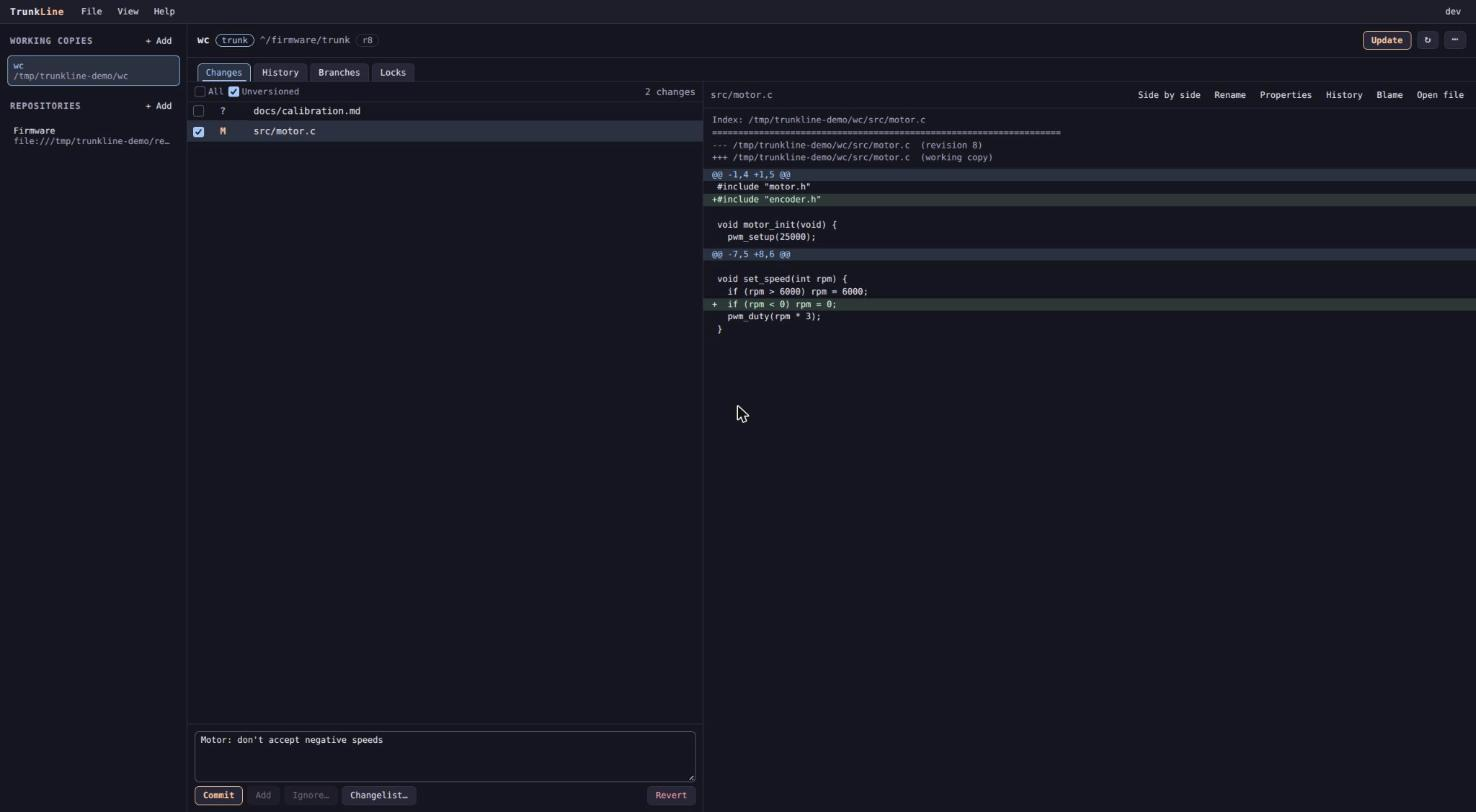 TrunkLine File View Help dev
WORKING COPIES + Add
wc
/tmp/trunkline-demo/wc
REPOSITORIES + Add
Firmware
file:///tmp/trunkline-demo/re…
wc trunk ^/firmware/trunk r8 Update ↻ ⋯
Changes History Branches Locks
All Unversioned 2 changes
? docs/calibration.md
M src/motor.c
src/motor.c Side by side Rename Properties History Blame Open file
Index: /tmp/trunkline-demo/wc/src/motor.c
===================================================================
--- /tmp/trunkline-demo/wc/src/motor.c  (revision 8)
+++ /tmp/trunkline-demo/wc/src/motor.c  (working copy)
@@ -1,4 +1,5 @@
 #include "motor.h"
+#include "encoder.h"
 void motor_init(void) {
   pwm_setup(25000);
@@ -7,5 +8,6 @@
 void set_speed(int rpm) {
   if (rpm > 6000) rpm = 6000;
+  if (rpm < 0) rpm = 0;
   pwm_duty(rpm * 3);
 }
Motor: don't accept negative speeds
Commit Add Ignore… Changelist… Revert